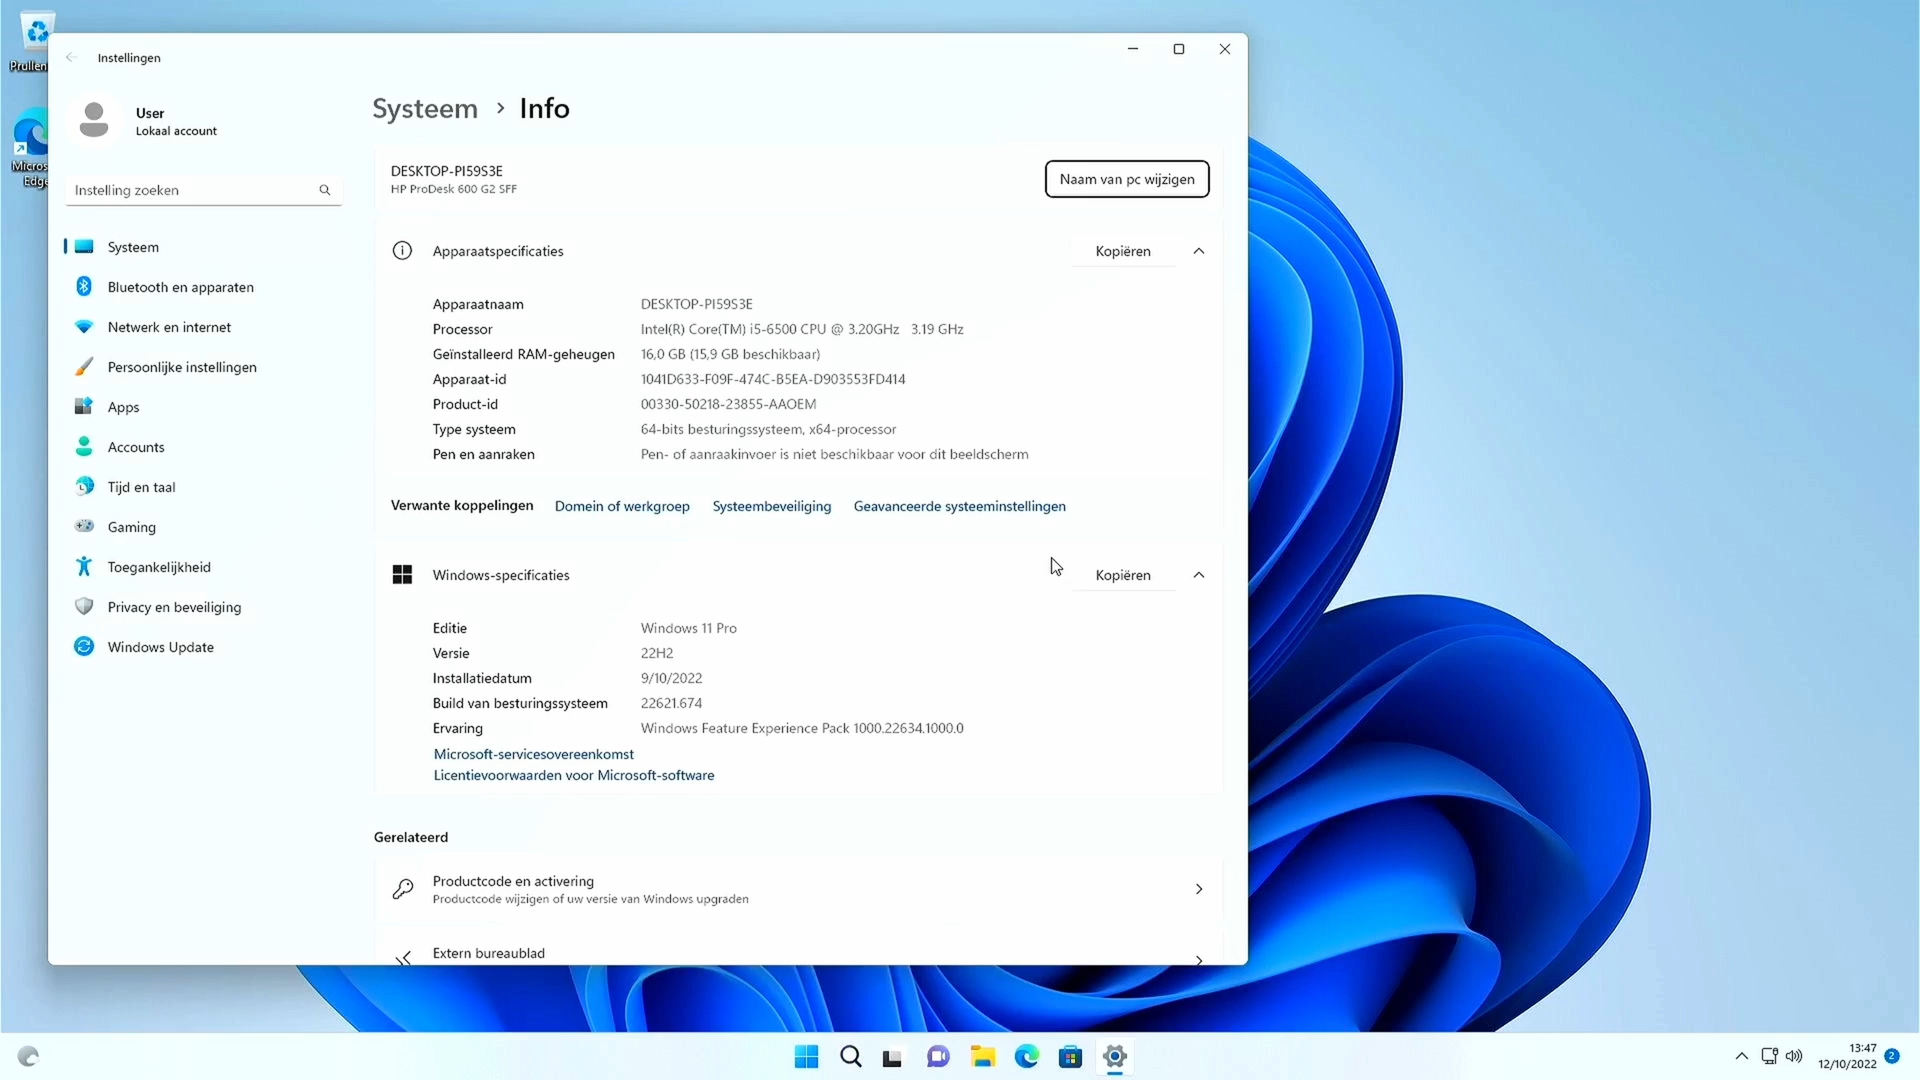 Prullen
Micros
Edge
Instellingen
User
Lokaal account
Instelling zoeken
Systeem
Bluetooth en apparaten
Netwerk en internet
Persoonlijke instellingen
Apps
Accounts
Tijd en taal
Gaming
Toegankelijkheid
Privacy en beveiliging
Windows Update
Systeem › Info
DESKTOP-PI59S3E
HP ProDesk 600 G2 SFF
Naam van pc wijzigen
Apparaatspecificaties
Kopiëren
Apparaatnaam DESKTOP-PI59S3E
Processor Intel(R) Core(TM) i5-6500 CPU @ 3.20GHz 3.19 GHz
Geïnstalleerd RAM-geheugen 16,0 GB (15,9 GB beschikbaar)
Apparaat-id 1041D633-F09F-474C-B5EA-D903553FD414
Product-id 00330-50218-23855-AAOEM
Type systeem 64-bits besturingssysteem, x64-processor
Pen en aanraken Pen- of aanraakinvoer is niet beschikbaar voor dit beeldscherm
Verwante koppelingen Domein of werkgroep Systeembeveiliging Geavanceerde systeeminstellingen
Windows-specificaties
Kopiëren
Editie Windows 11 Pro
Versie 22H2
Installatiedatum 9/10/2022
Build van besturingssysteem 22621.674
Ervaring Windows Feature Experience Pack 1000.22634.1000.0
Microsoft-servicesovereenkomst
Licentievoorwaarden voor Microsoft-software
Gerelateerd
Productcode en activering
Productcode wijzigen of uw versie van Windows upgraden
Extern bureaublad
13:47
12/10/2022
2